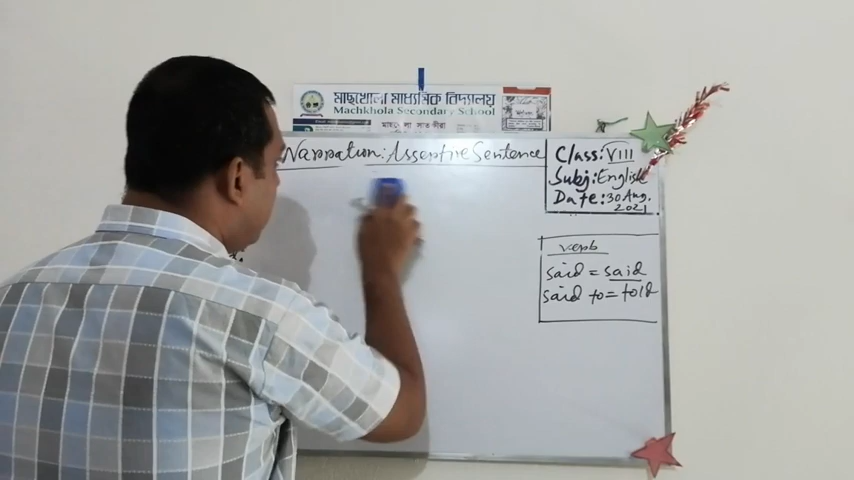 মাছখোলা মাধ্যমিক বিদ্যালয়
Machkhola Secondary School
Narration: Assertive Sentence
Class: VIII
Subj: English
Date: 30 Aug. 2021
verb
said = said
said to = told